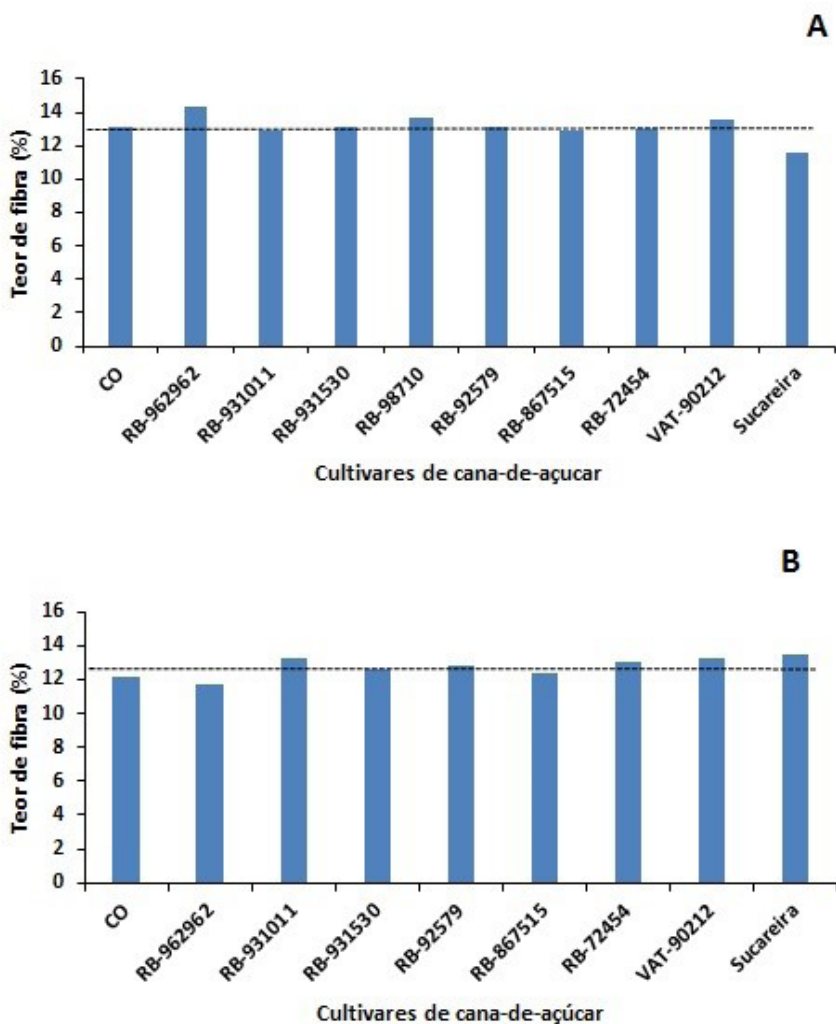 A
Teor de fibra (%)
16
14
12
10
8
6
4
2
0
CO
RB-962962
RB-931011
RB-931530
RB-98710
RB-92579
RB-867515
RB-72454
VAT-90212
Sucareira
Cultivares de cana-de-açucar
B
Teor de fibra (%)
16
14
12
10
8
6
4
2
0
CO
RB-962962
RB-931011
RB-931530
RB-92579
RB-867515
RB-72454
VAT-90212
Sucareira
Cultivares de cana-de-açúcar